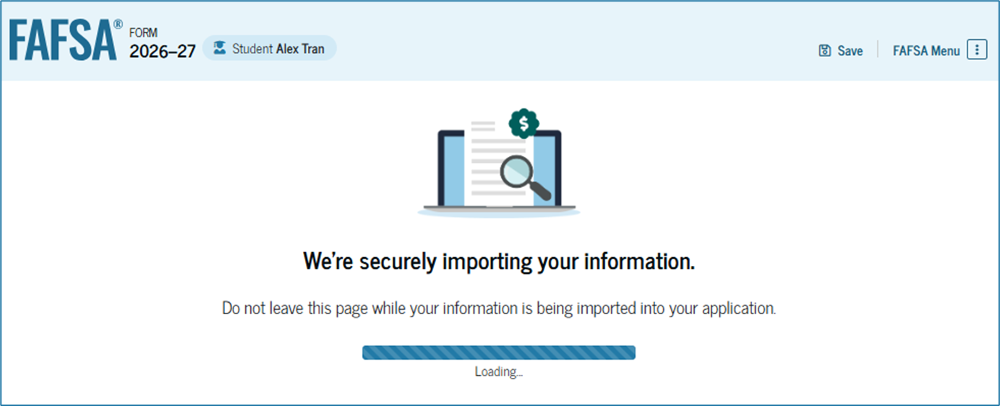 FAFSA®
FORM
2026–27
Student Alex Tran
Save
FAFSA Menu
$
We're securely importing your information.
Do not leave this page while your information is being imported into your application.
Loading...